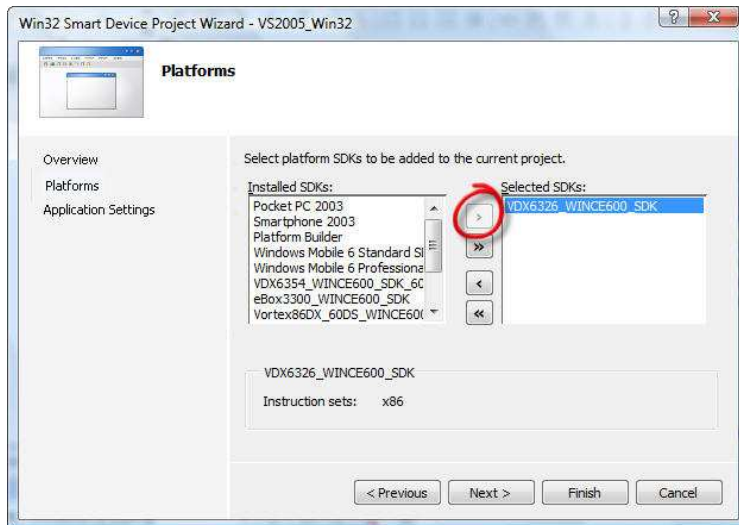 Win32 Smart Device Project Wizard - VS2005_Win32
Platforms
Overview
Platforms
Application Settings
Select platform SDKs to be added to the current project.
Installed SDKs:
Pocket PC 2003
Smartphone 2003
Platform Builder
Windows Mobile 6 Standard
Windows Mobile 6 Professiona
VDX6354_WINCE600_SDK_60
eBox3300_WINCE600_SDK
Vortex86DX_60DS_WINCE60
>
»
<
«
Selected SDKs:
VDX6326_WINCE600_SDK
VDX6326_WINCE600_SDK
Instruction sets: x86
< Previous Next > Finish Cancel